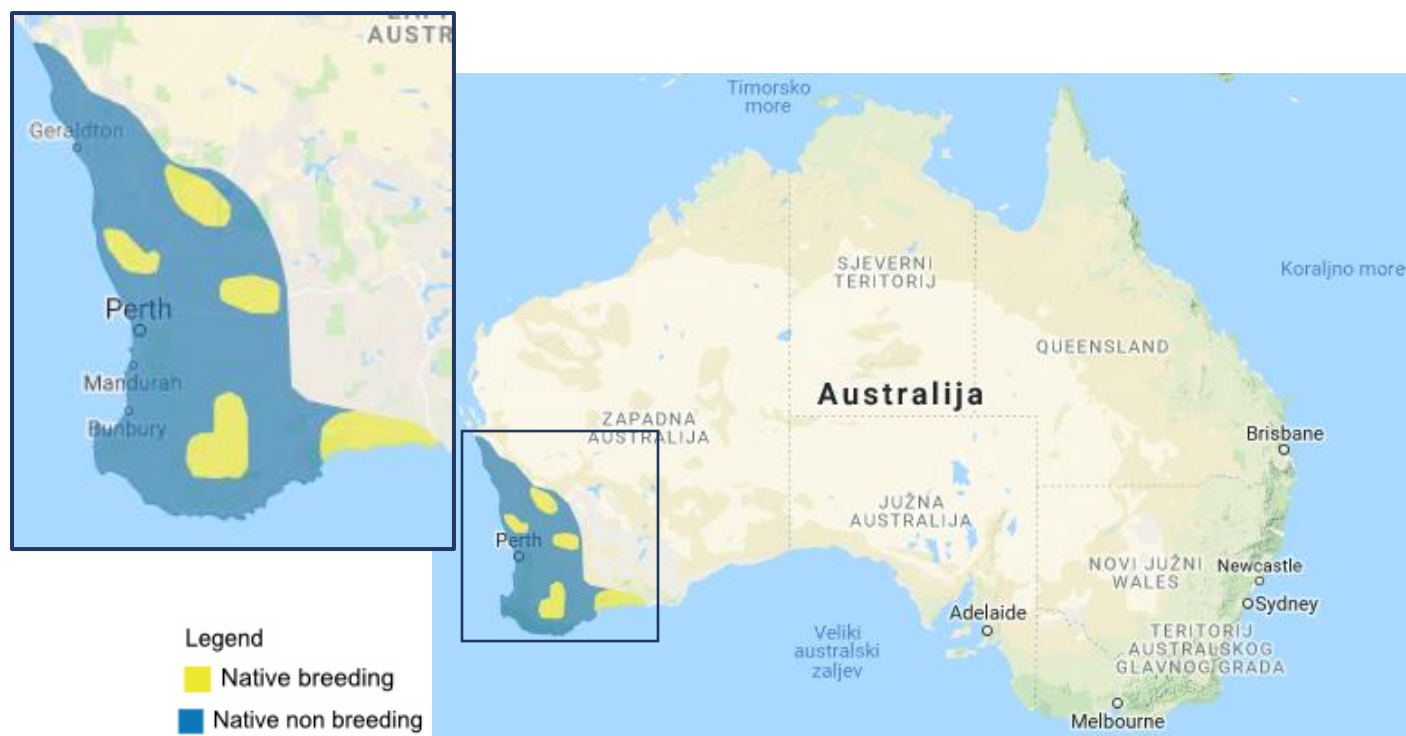 AUSTR
Geraldton
Perth
Mandurah
Bunbury
Legend
Native breeding
Native non breeding
Timorsko
more
SJEVERNI
TERITORIJ
Koraljno more
QUEENSLAND
Australija
ZAPADNA
AUSTRALIJA
Brisbane
JUŽNA
AUSTRALIJA
Perth
NOVI JUŽNI
WALES
Newcastle
Sydney
Adelaide
Veliki
australski
zaljev
TERITORIJ
AUSTRALSKOG
GLAVNOG GRADA
Melbourne